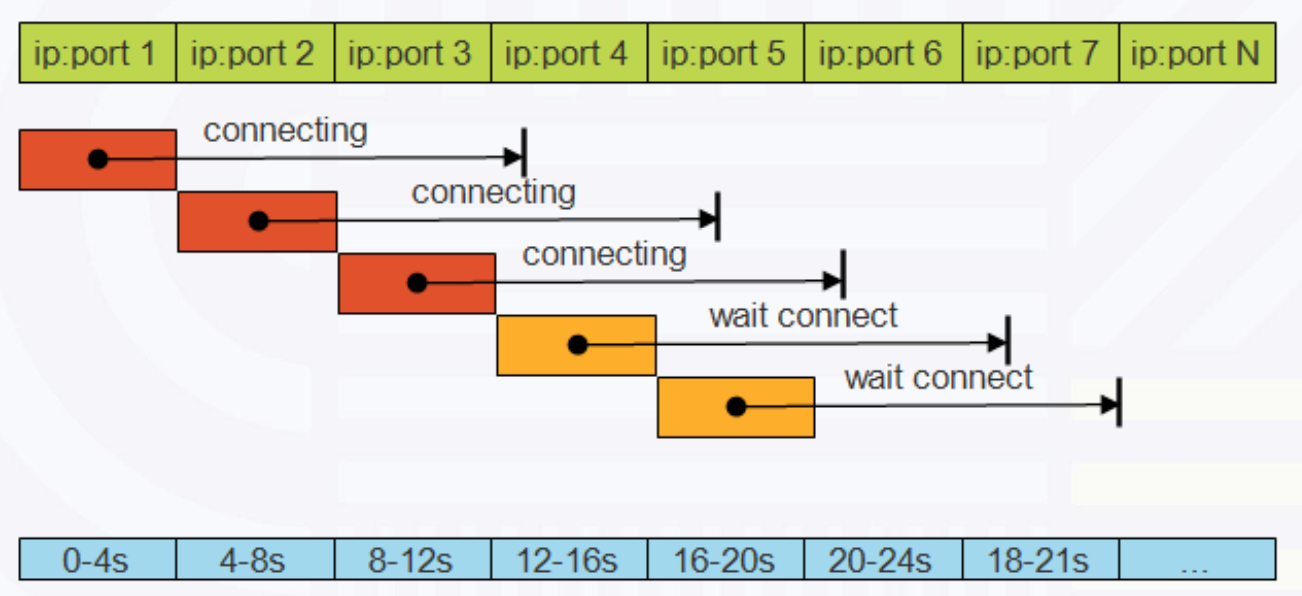 ip:port 1 ip:port 2 ip:port 3 ip:port 4 ip:port 5 ip:port 6 ip:port 7 ip:port N
connecting
connecting
connecting
wait connect
wait connect
0-4s 4-8s 8-12s 12-16s 16-20s 20-24s 18-21s ...